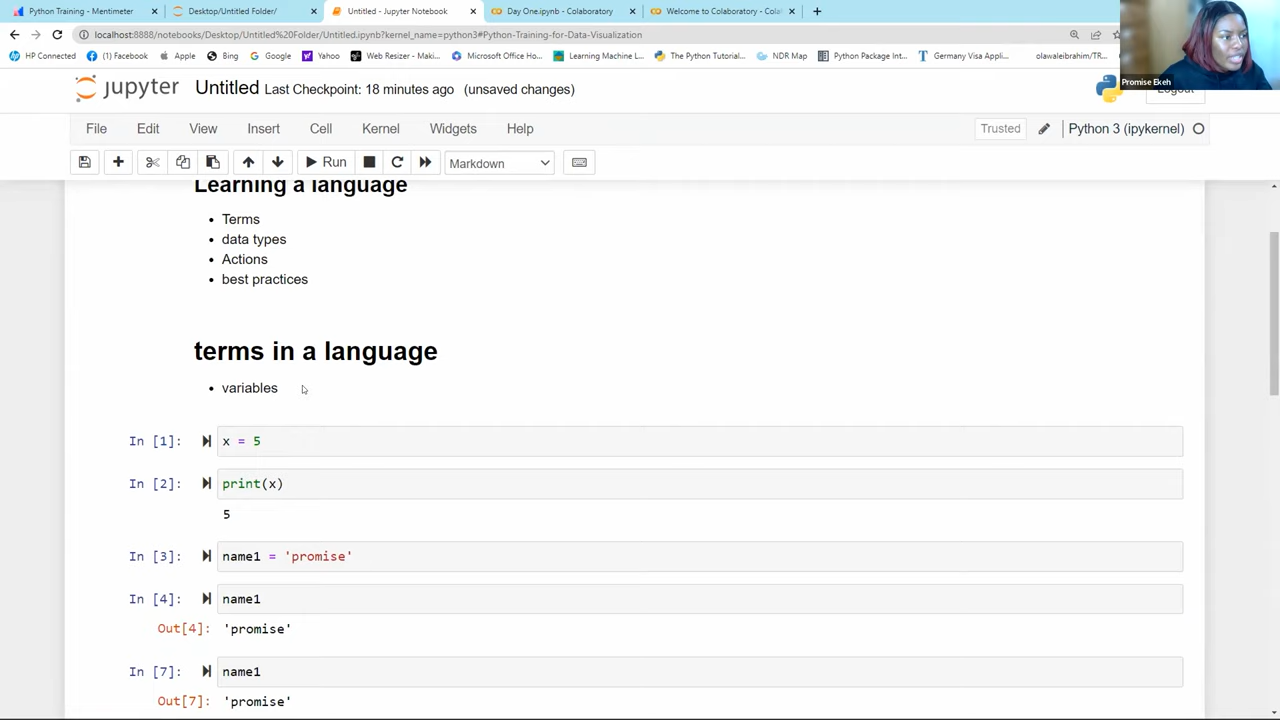 Python Training - Mentimeter
Desktop/Untitled Folder/
Untitled - Jupyter Notebook
Day One.ipynb - Colaboratory
Welcome to Colaboratory - Cola
localhost:8888/notebooks/Desktop/Untitled%20Folder/Untitled.ipynb?kernel_name=python3#Python-Training-for-Data-Visualization
HP Connected
(1) Facebook
Apple
Bing
Google
Yahoo
Web Resizer - Maki...
Microsoft Office Ho...
Learning Machine L...
The Python Tutorial...
NDR Map
Python Package Int...
Germany Visa Appli...
olawaleibrahim/TR...
Promise Ekeh
jupyter Untitled Last Checkpoint: 18 minutes ago (unsaved changes)
Logout
File Edit View Insert Cell Kernel Widgets Help
Trusted Python 3 (ipykernel)
Run Markdown
Learning a language
• Terms
• data types
• Actions
• best practices
terms in a language
• variables
In [1]: x = 5
In [2]: print(x)
5
In [3]: name1 = 'promise'
In [4]: name1
Out[4]: 'promise'
In [7]: name1
Out[7]: 'promise'